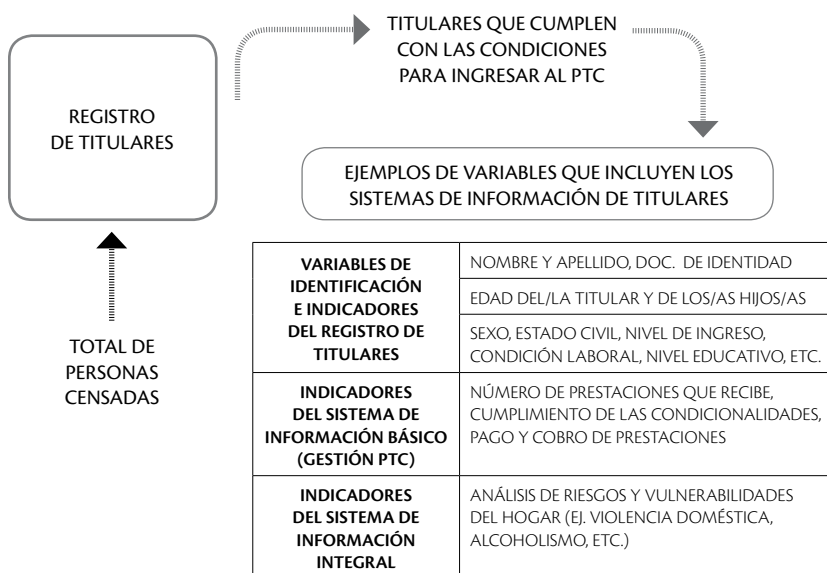 REGISTRO
DE TITULARES
TITULARES QUE CUMPLEN
CON LAS CONDICIONES
PARA INGRESAR AL PTC
TOTAL DE
PERSONAS
CENSADAS
EJEMPLOS DE VARIABLES QUE INCLUYEN LOS
SISTEMAS DE INFORMACIÓN DE TITULARES
VARIABLES DE
IDENTIFICACIÓN
E INDICADORES
DEL REGISTRO DE
TITULARES
NOMBRE Y APELLIDO, DOC. DE IDENTIDAD
EDAD DEL/LA TITULAR Y DE LOS/AS HIJOS/AS
SEXO, ESTADO CIVIL, NIVEL DE INGRESO,
CONDICIÓN LABORAL, NIVEL EDUCATIVO, ETC.
INDICADORES
DEL SISTEMA DE
INFORMACIÓN BÁSICO
(GESTIÓN PTC)
NÚMERO DE PRESTACIONES QUE RECIBE,
CUMPLIMIENTO DE LAS CONDICIONALIDADES,
PAGO Y COBRO DE PRESTACIONES
INDICADORES
DEL SISTEMA DE
INFORMACIÓN
INTEGRAL
ANÁLISIS DE RIESGOS Y VULNERABILIDADES
DEL HOGAR (EJ. VIOLENCIA DOMÉSTICA,
ALCOHOLISMO, ETC.)